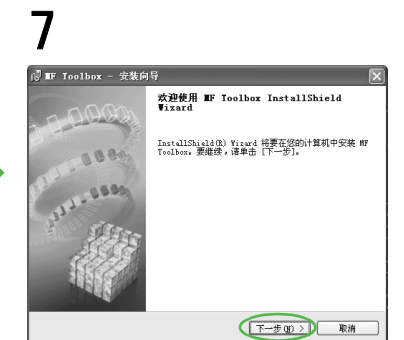 7
MF Toolbox - 安装向导
欢迎使用 MF Toolbox InstallShield
Wizard
InstallShield(R) Wizard 将要在您的计算机中安装 MF
Toolbox。要继续，请单击 [下一步]。
下一步(N) >
取消